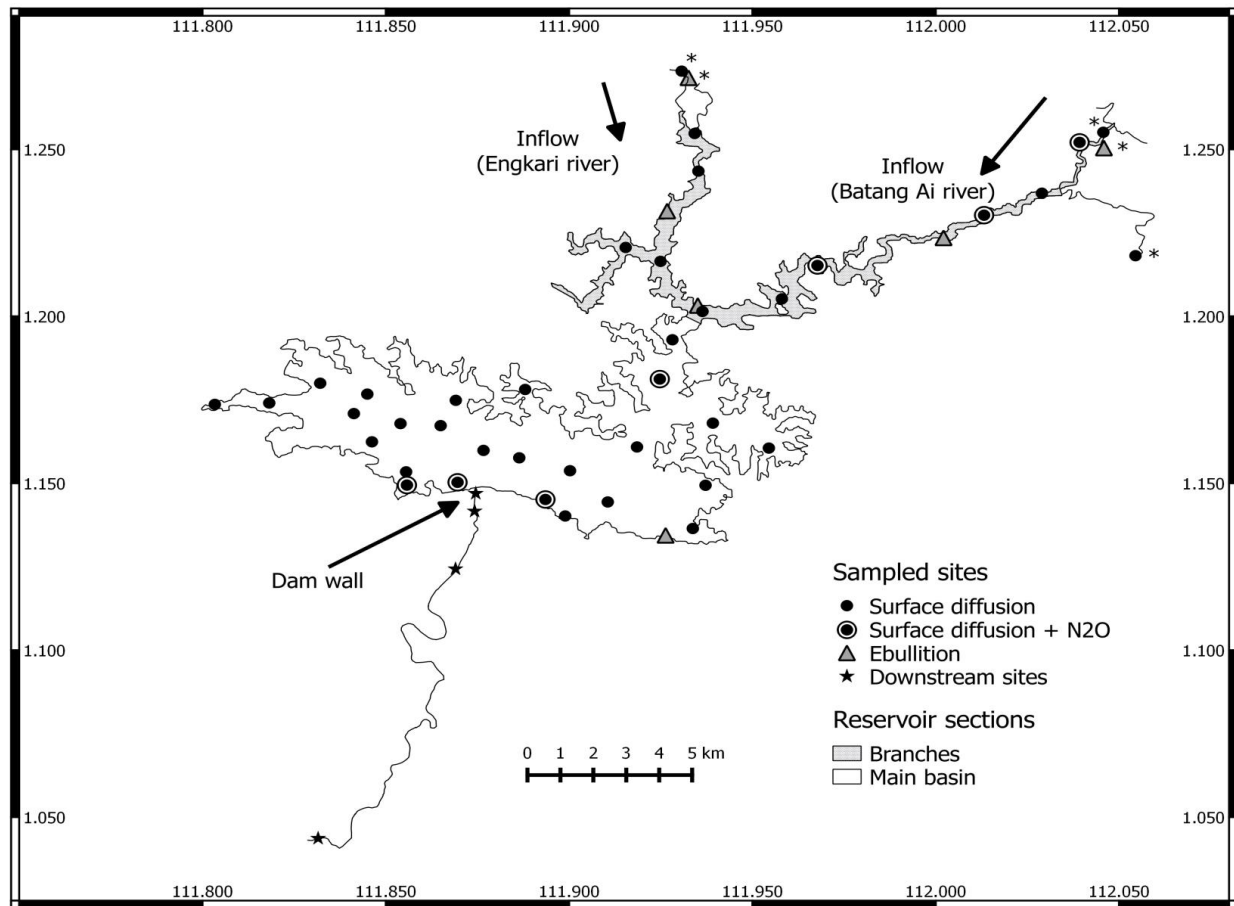 111.800 111.850 111.900 111.950 112.000 112.050
*
*
Inflow
(Engkari river)
*
*
1.250 1.250
Inflow
(Batang Ai river)
*
1.200 1.200
1.150 1.150
Dam wall
Sampled sites
Surface diffusion
Surface diffusion + N2O
Ebullition
Downstream sites
1.100 1.100
Reservoir sections
Branches
Main basin
0 1 2 3 4 5 km
1.050 1.050
111.800 111.850 111.900 111.950 112.000 112.050